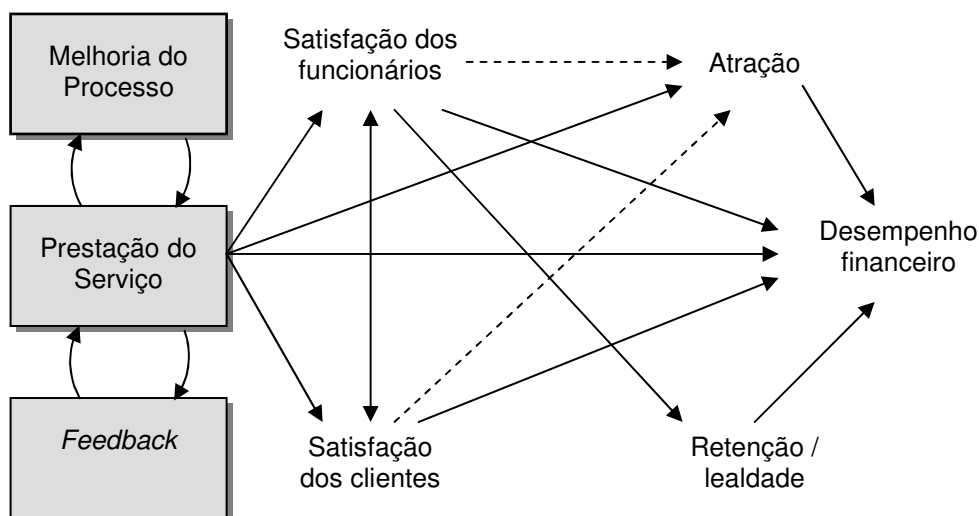 Melhoria do
Processo
Satisfação dos
funcionários
Atração
Prestação do
Serviço
Desempenho
financeiro
Feedback
Satisfação
dos clientes
Retenção /
lealdade